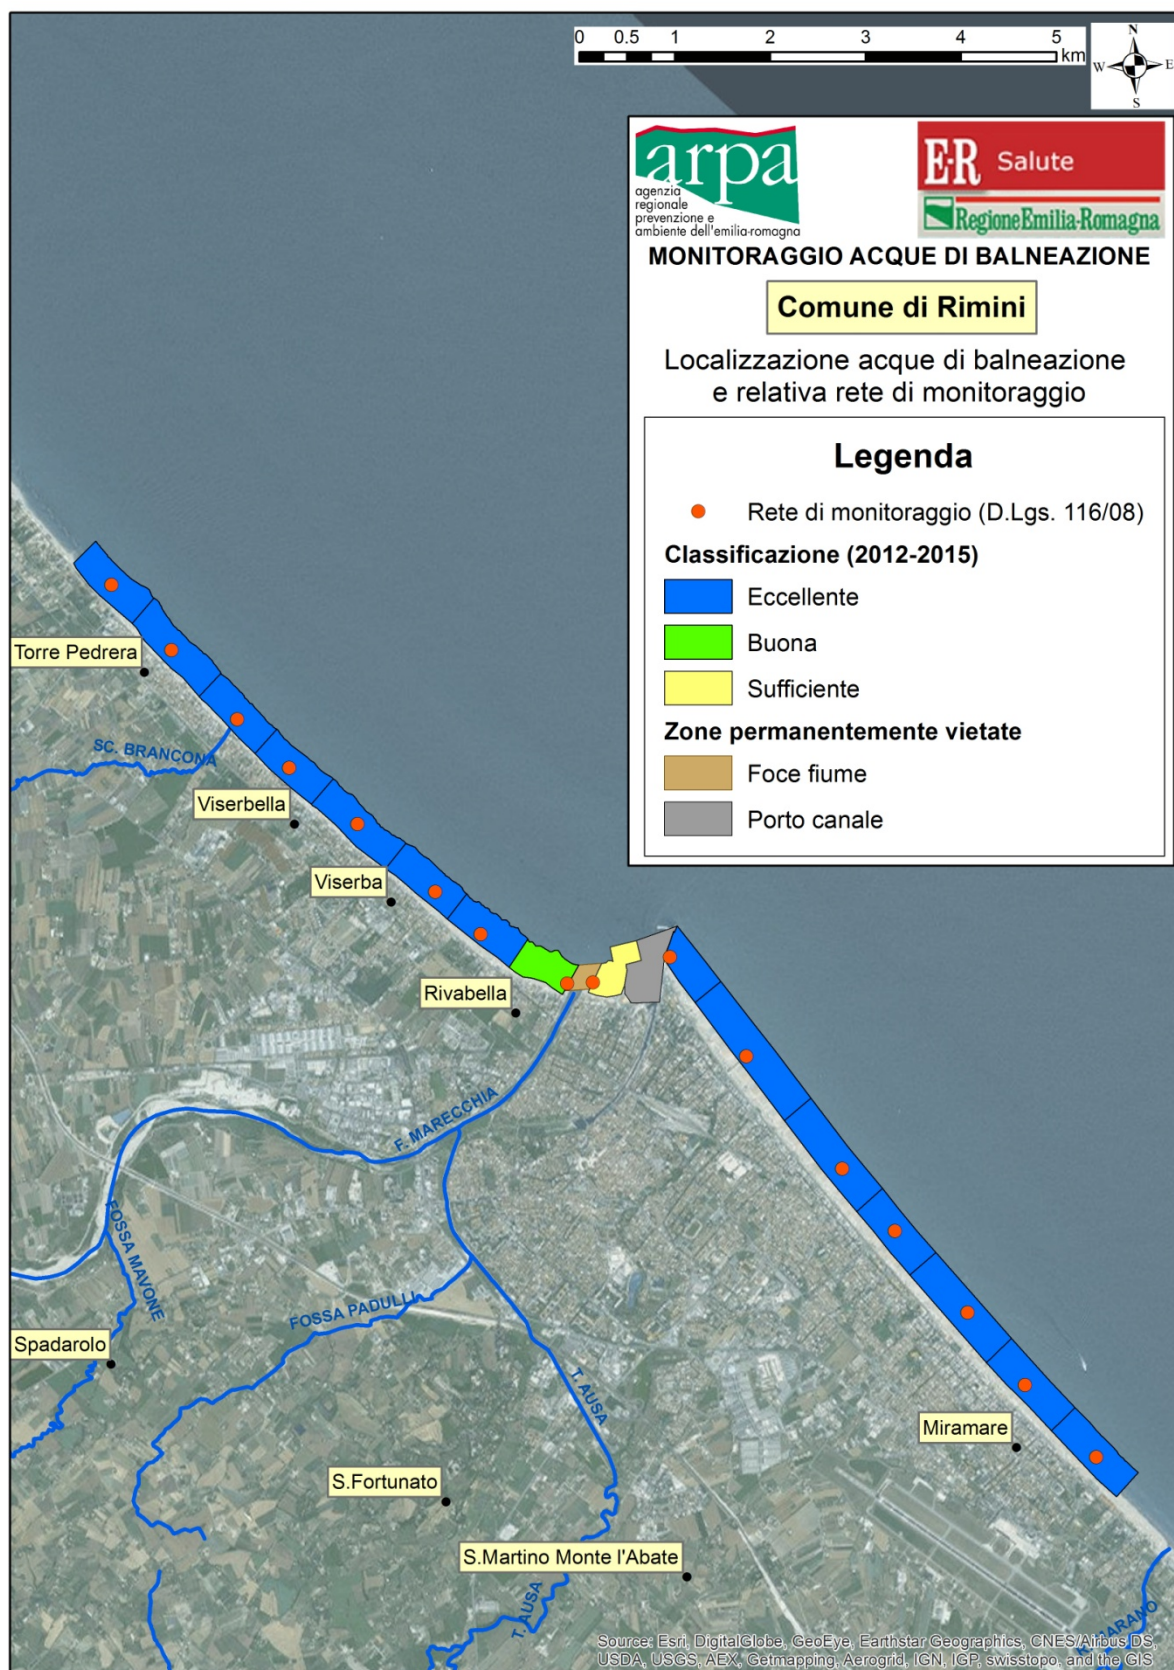 0 0.5 1 2 3 4 5
km
N
W E
S
arpa
agenzia
regionale
prevenzione e
ambiente dell'emilia-romagna
E-R Salute
RegioneEmilia-Romagna
MONITORAGGIO ACQUE DI BALNEAZIONE
Comune di Rimini
Localizzazione acque di balneazione
e relativa rete di monitoraggio
Legenda
Rete di monitoraggio (D.Lgs. 116/08)
Classificazione (2012-2015)
Eccellente
Buona
Sufficiente
Zone permanentemente vietate
Foce fiume
Porto canale
Torre Pedrera
SC. BRANCONA
Viserbella
Viserba
Rivabella
F. MARECCHIA
FOSSA MAVONE
FOSSA PADULLI
Spadarolo
T. AUSA
Miramare
S.Fortunato
S.Martino Monte l'Abate
T. AUSA
MARANO
Source: Esri, DigitalGlobe, GeoEye, Earthstar Geographics, CNES/Airbus DS,
USDA, USGS, AEX, Getmapping, Aerogrid, IGN, IGP, swisstopo, and the GIS